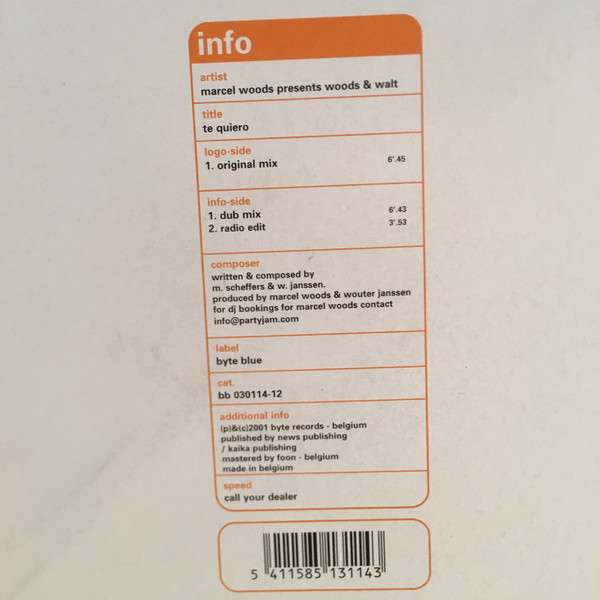 info
artist
marcel woods presents woods & walt
title
te quiero
logo-side
1. original mix 6'.45
info-side
1. dub mix 6'.43
2. radio edit 3'.53
composer
written & composed by
m. scheffers & w. janssen.
produced by marcel woods & wouter janssen
for dj bookings for marcel woods contact
info@partyjam.com
label
byte blue
cat.
bb 030114-12
additional info
(p)&(c)2001 byte records - belgium
published by news publishing
/ kaika publishing
mastered by foon - belgium
made in belgium
speed
call your dealer
5 411585 131143